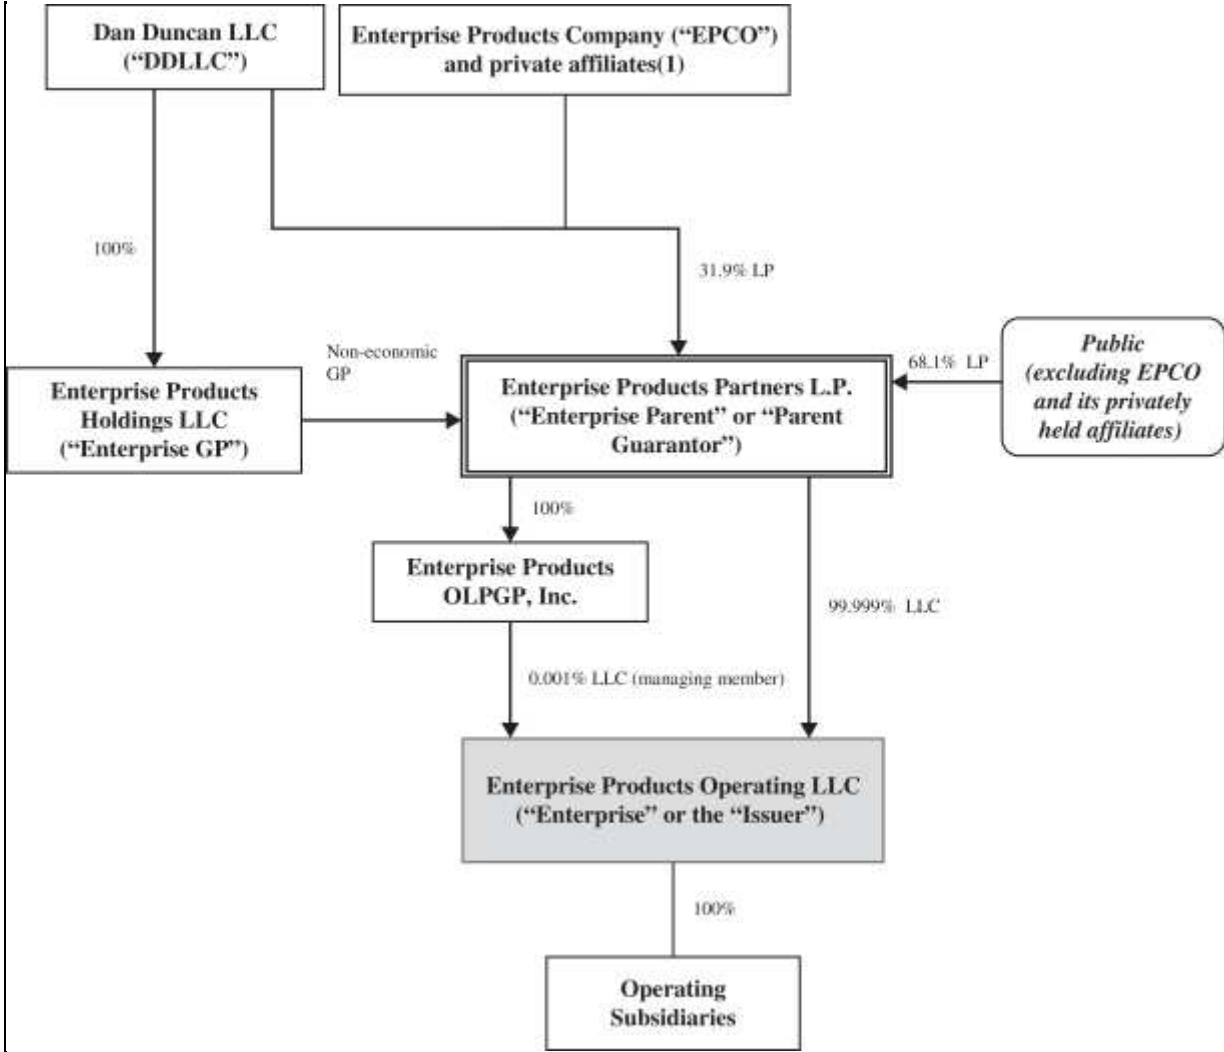 Dan Duncan LLC
(“DDLLC”)
Enterprise Products Company (“EPCO”)
and private affiliates(1)
100%
31.9% LP
Non-economic
GP
68.1% LP
Public
(excluding EPCO
and its privately
held affiliates)
Enterprise Products
Holdings LLC
(“Enterprise GP”)
Enterprise Products Partners L.P.
(“Enterprise Parent” or “Parent
Guarantor”)
100%
Enterprise Products
OLPGP, Inc.
99.999% LLC
0.001% LLC (managing member)
Enterprise Products Operating LLC
(“Enterprise” or the “Issuer”)
100%
Operating
Subsidiaries